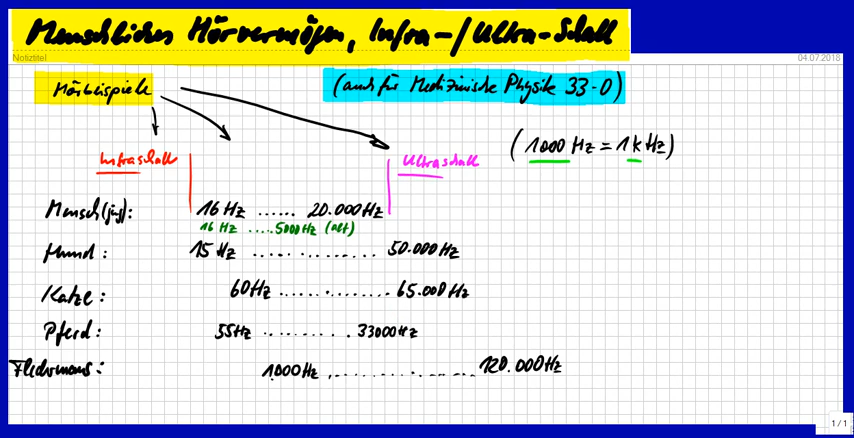 Menschliches Hörvermögen, Infra-/Ultra-Schall
Notiztitel
04.07.2018
Hörbeispiele
(auch für Medizinische Physik 33-0)
(1000 Hz = 1 kHz)
Infraschall
Ultraschall
Mensch (jung): 16 Hz ...... 20.000 Hz
16 Hz ..... 5000 Hz (alt)
Hund: 15 Hz ............... 50.000 Hz
Katze: 60 Hz ............ 65.000 Hz
Pferd: 55 Hz .......... 33000 Hz
Fledermaus: 1.000 Hz ................ 120.000 Hz
1/1